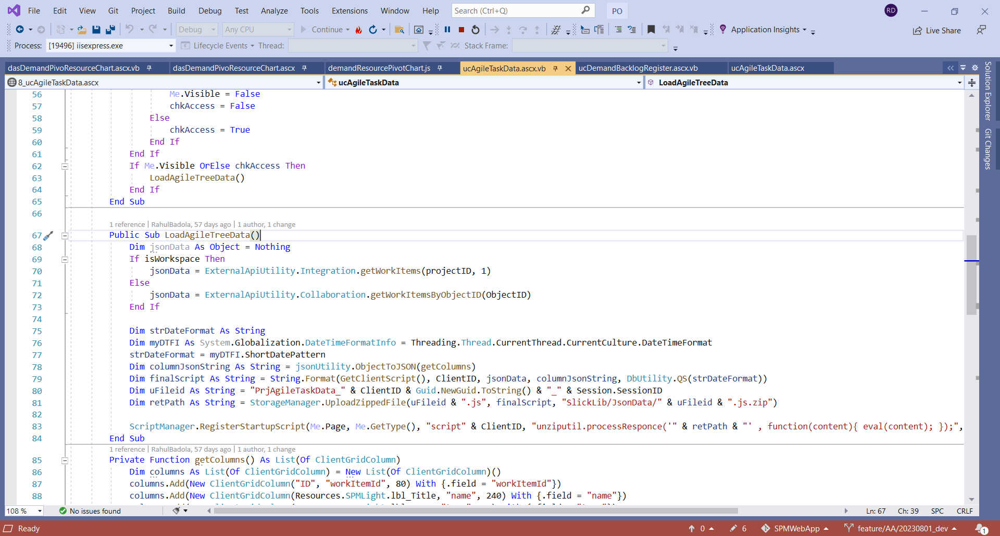 File Edit View Git Project Build Debug Test Analyze Tools Extensions Window Help Search (Ctrl+Q) PO RD
Debug Any CPU Continue Application Insights Live Share
Process: [19496] iisexpress.exe Lifecycle Events Thread: Stack Frame:
dasDemandPivoResourceChart.ascx.vb dasDemandPivoResourceChart.ascx demandResourcePivotChart.js ucAgileTaskData.ascx.vb ucDemandBacklogRegister.ascx.vb ucAgileTaskData.ascx
8_ucAgileTaskData.ascx ucAgileTaskData LoadAgileTreeData
Solution Explorer
Git Changes
56 Me.Visible = False
57 chkAccess = False
58 Else
59 chkAccess = True
60 End If
61 End If
62 If Me.Visible OrElse chkAccess Then
63 LoadAgileTreeData()
64 End If
65 End Sub
66
1 reference | RahulBadola, 57 days ago | 1 author, 1 change
67 Public Sub LoadAgileTreeData()
68 Dim jsonData As Object = Nothing
69 If isWorkspace Then
70 jsonData = ExternalApiUtility.Integration.getWorkItems(projectID, 1)
71 Else
72 jsonData = ExternalApiUtility.Collaboration.getWorkItemsByObjectID(ObjectID)
73 End If
74
75 Dim strDateFormat As String
76 Dim myDTFI As System.Globalization.DateTimeFormatInfo = Threading.Thread.CurrentThread.CurrentCulture.DateTimeFormat
77 strDateFormat = myDTFI.ShortDatePattern
78 Dim columnJsonString As String = jsonUtility.ObjectToJSON(getColumns)
79 Dim finalScript As String = String.Format(GetClientScript(), ClientID, jsonData, columnJsonString, DbUtility.QS(strDateFormat))
80 Dim uFileid As String = "PrjAgileTaskData_" & ClientID & Guid.NewGuid.ToString() & "_" & Session.SessionID
81 Dim retPath As String = StorageManager.UploadZippedFile(uFileid & ".js", finalScript, "SlickLib/JsonData/" & uFileid & ".js.zip")
82
83 ScriptManager.RegisterStartupScript(Me.Page, Me.GetType(), "script" & ClientID, "unziputil.processResponce('" & retPath & "' , function(content){ eval(content); });",
84 End Sub
1 reference | RahulBadola, 57 days ago | 1 author, 1 change
85 Private Function getColumns() As List(Of ClientGridColumn)
86 Dim columns As List(Of ClientGridColumn) = New List(Of ClientGridColumn)()
87 columns.Add(New ClientGridColumn("ID", "workItemId", 80) With {.field = "workItemId"})
88 columns.Add(New ClientGridColumn(Resources.SPMLight.lbl_Title, "name", 240) With {.field = "name"})
108 % No issues found Ln: 67 Ch: 39 SPC CRLF
Ready 0 6 SPMWebApp feature/AA/20230801_dev 1